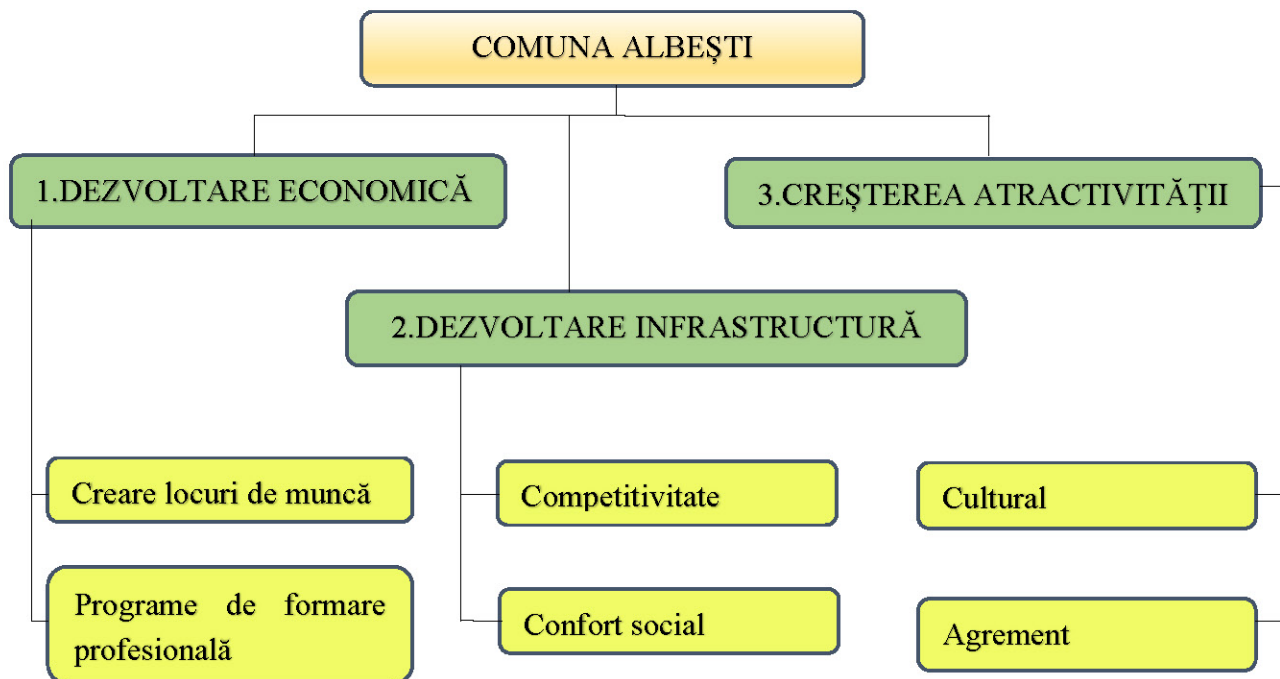 COMUNA ALBEȘTI
1.DEZVOLTARE ECONOMICĂ
3.CREȘTEREA ATRACTIVITĂȚII
2.DEZVOLTARE INFRASTRUCTURĂ
Creare locuri de muncă
Competitivitate
Cultural
Programe de formare
profesională
Confort social
Agrement